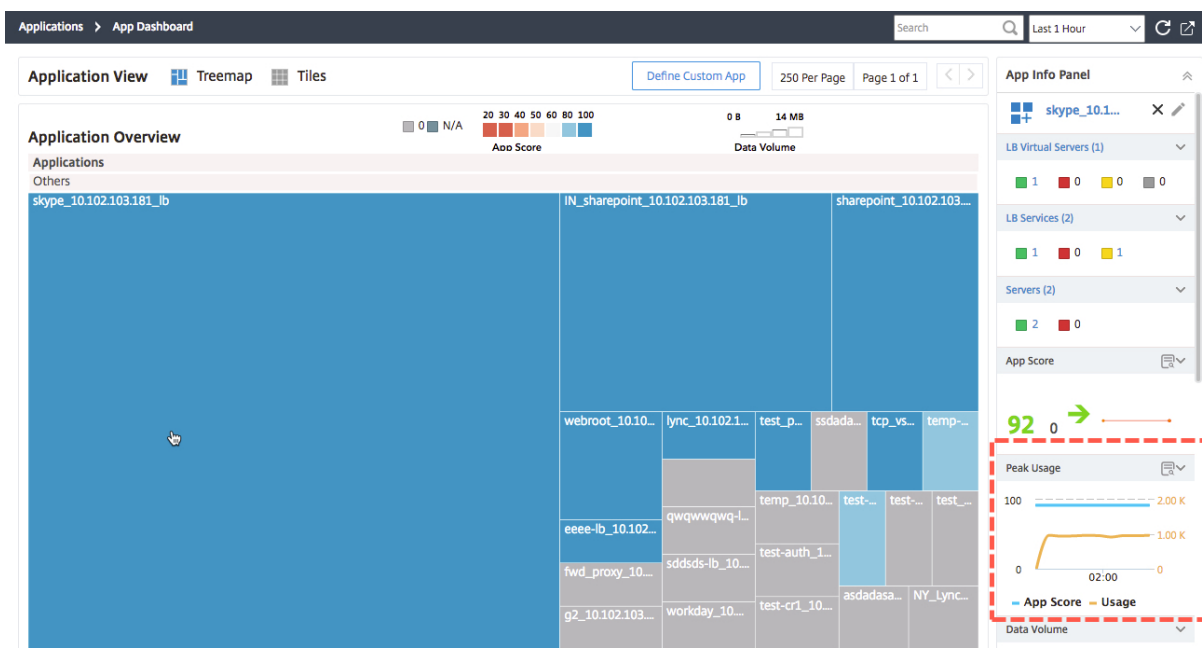 Applications > App Dashboard
Search
Last 1 Hour
Application View Treemap Tiles
Define Custom App
250 Per Page Page 1 of 1
App Info Panel
Application Overview
0 N/A
20 30 40 50 60 80 100
App Score
0 B 14 MB
Data Volume
Applications
Others
skype_10.102.103.181_lb
IN_sharepoint_10.102.103.181_lb
sharepoint_10.102.103....
webroot_10.10...
lync_10.102.1...
test_p...
ssdada...
tcp_vs...
temp-...
temp_10.10...
test-...
test-...
test_...
qwqwwqwq-l...
eeee-lb_10.102...
test-auth_1...
sddsds-lb_10....
fwd_proxy_10....
asdadasa...
NY_Lync...
test-cr1_10...
workday_10....
g2_10.102.103...
skype_10.1...
LB Virtual Servers (1)
1 0 0 0
LB Services (2)
1 0 1
Servers (2)
2 0
App Score
92 0
Peak Usage
100 2.00 K
1.00 K
0 0
02:00
App Score Usage
Data Volume